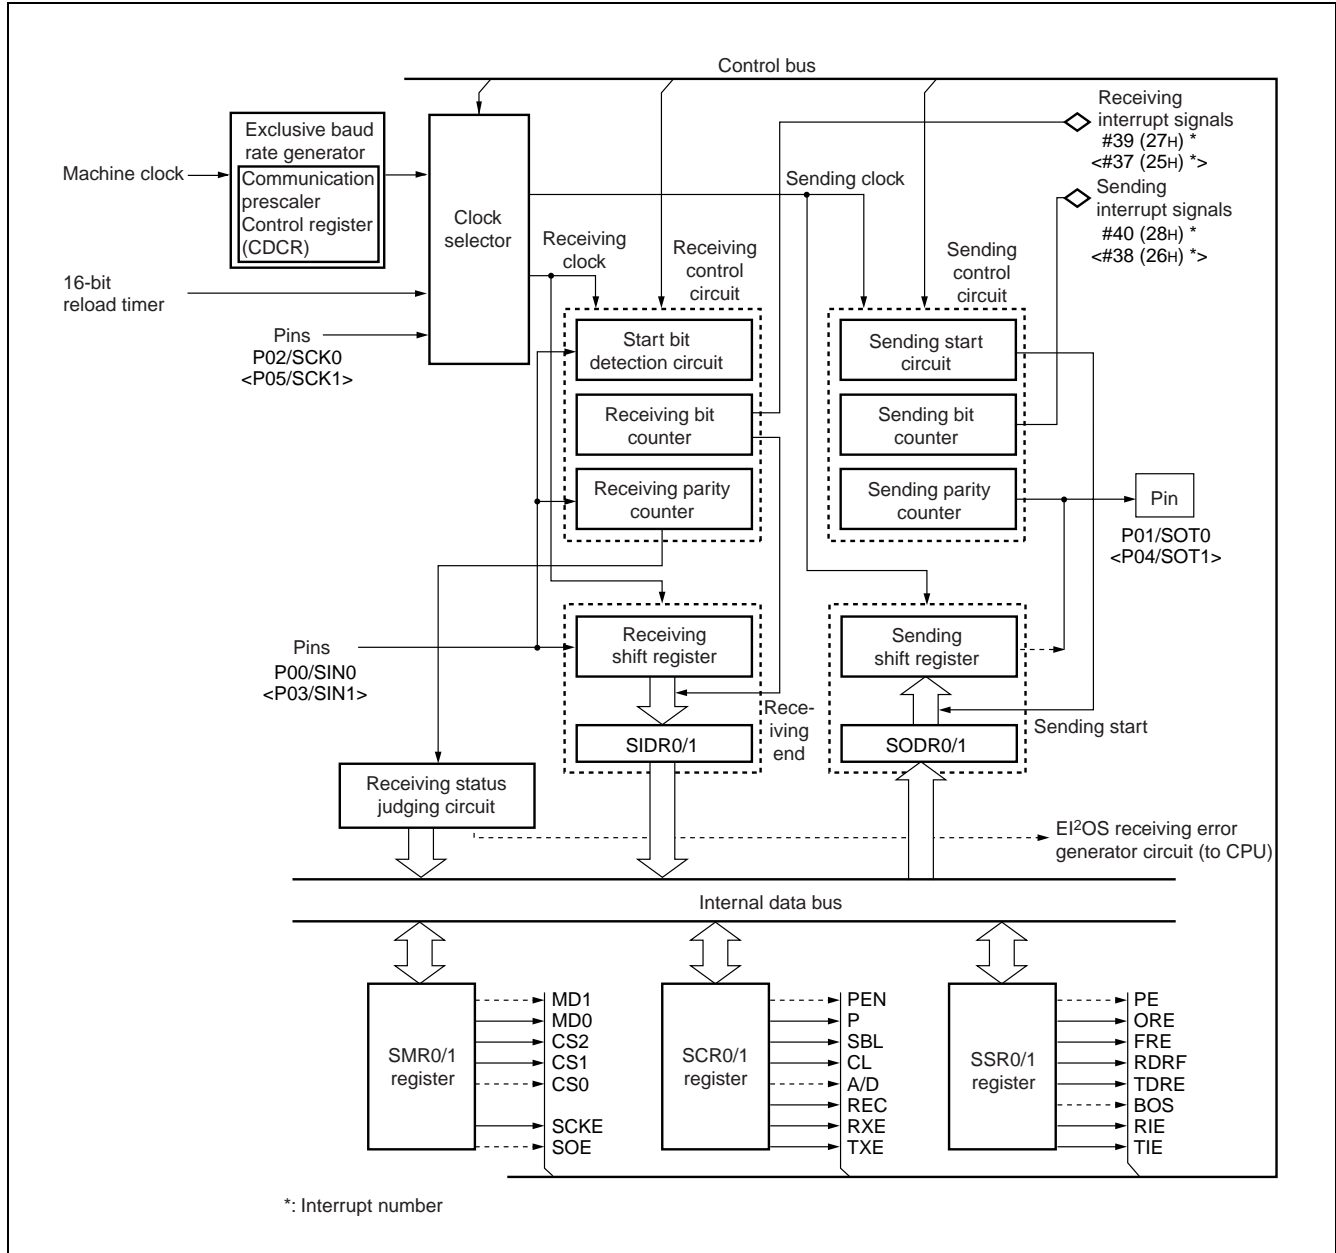 Control bus
Receiving
interrupt signals
#39 (27H) *
<#37 (25H) *>
Sending
interrupt signals
#40 (28H) *
<#38 (26H) *>
Exclusive baud
rate generator
Communication
prescaler
Control register
(CDCR)
Machine clock
Clock
selector
Sending clock
Receiving
clock
Receiving
control
circuit
Sending
control
circuit
16-bit
reload timer
Pins
P02/SCK0
<P05/SCK1>
Start bit
detection circuit
Receiving bit
counter
Receiving parity
counter
Sending start
circuit
Sending bit
counter
Sending parity
counter
Pin
P01/SOT0
<P04/SOT1>
Pins
P00/SIN0
<P03/SIN1>
Receiving
shift register
Sending
shift register
Rece-
iving
end
Sending start
SIDR0/1
SODR0/1
Receiving status
judging circuit
EI²OS receiving error
generator circuit (to CPU)
Internal data bus
SMR0/1
register
MD1
MD0
CS2
CS1
CS0
SCKE
SOE
SCR0/1
register
PEN
P
SBL
CL
A/D
REC
RXE
TXE
SSR0/1
register
PE
ORE
FRE
RDRF
TDRE
BOS
RIE
TIE
*: Interrupt number